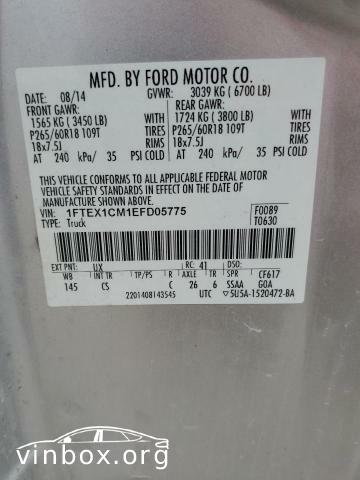 MFD. BY FORD MOTOR CO.
DATE: 08/14 GVWR: 3039 KG ( 6700 LB)
FRONT GAWR: REAR GAWR:
1565 KG ( 3450 LB) 1724 KG ( 3800 LB)
P265/60R18 109T TIRES P265/60R18 109T TIRES
18x7.5J RIMS 18x7.5J RIMS
AT 240 kPa/ 35 PSI COLD AT 240 kPa/ 35 PSI COLD
THIS VEHICLE CONFORMS TO ALL APPLICABLE FEDERAL MOTOR
VEHICLE SAFETY STANDARDS IN EFFECT ON THE DATE OF
MANUFACTURE SHOWN ABOVE.
VIN: 1FTEX1CM1EFD05775 F0089
TYPE: Truck T0630
EXT PNT: UX RC: 41 DSO:
WB INT TR TP/PS R AXLE TR SPR CF617
145 CS C 26 6 SSAA GOA
2201408143545 UTC 5U5A-1520472-BA
vinbox.org